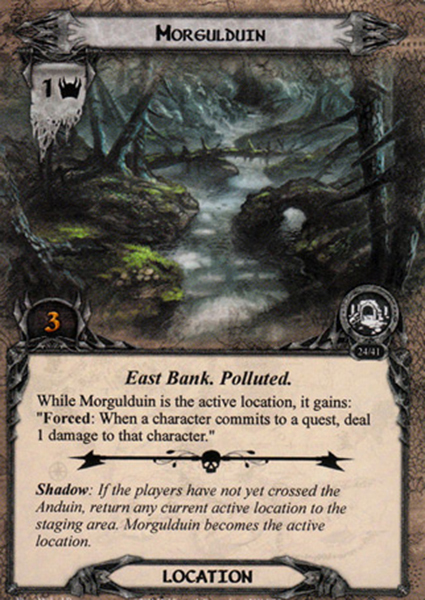 Morgulduin
1
3
24/41
East Bank. Polluted.
While Morgulduin is the active location, it gains:
"Forced: When a character commits to a quest, deal
1 damage to that character."
Shadow: If the players have not yet crossed the
Anduin, return any current active location to the
staging area. Morgulduin becomes the active
location.
LOCATION